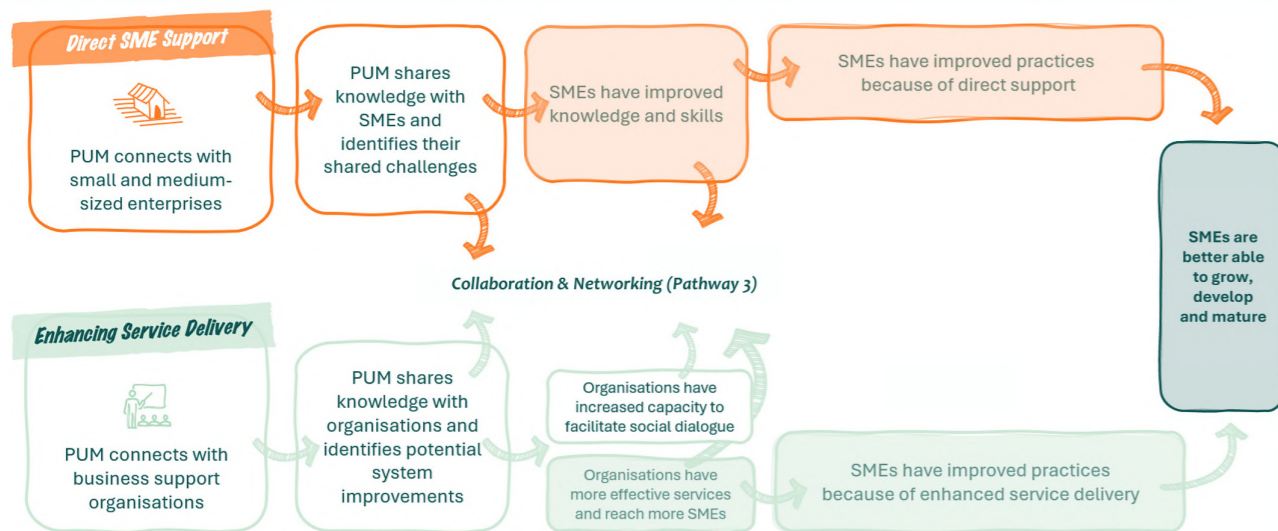 Direct SME Support
PUM connects with
small and medium-
sized enterprises
PUM shares
knowledge with
SMEs and
identifies their
shared challenges
SMEs have improved
knowledge and skills
SMEs have improved practices
because of direct support
SMEs are
better able
to grow,
develop
and mature
Collaboration & Networking (Pathway 3)
Enhancing Service Delivery
PUM connects with
business support
organisations
PUM shares
knowledge with
organisations and
identifies potential
system
improvements
Organisations have
increased capacity to
facilitate social dialogue
Organisations have
more effective services
and reach more SMEs
SMEs have improved practices
because of enhanced service delivery